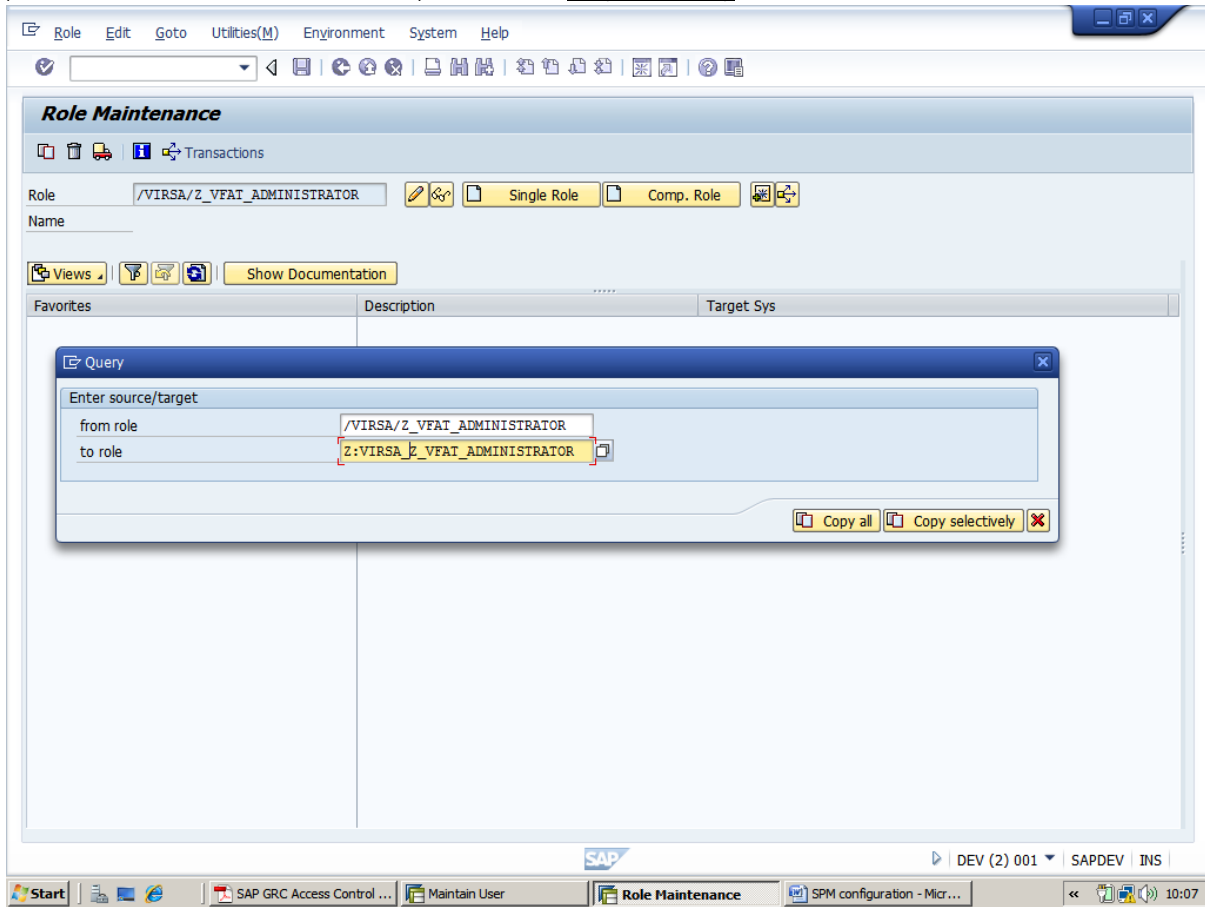 Role Edit Goto Utilities(M) Environment System Help
Role Maintenance
Transactions
Role /VIRSA/Z_VFAT_ADMINISTRATOR Single Role Comp. Role
Name
Views Show Documentation
Favorites Description Target Sys
Query
Enter source/target
from role /VIRSA/Z_VFAT_ADMINISTRATOR
to role Z:VIRSA_Z_VFAT_ADMINISTRATOR
Copy all Copy selectively
SAP DEV (2) 001 SAPDEV INS
Start SAP GRC Access Control ... Maintain User Role Maintenance SPM configuration - Micr... « 10:07